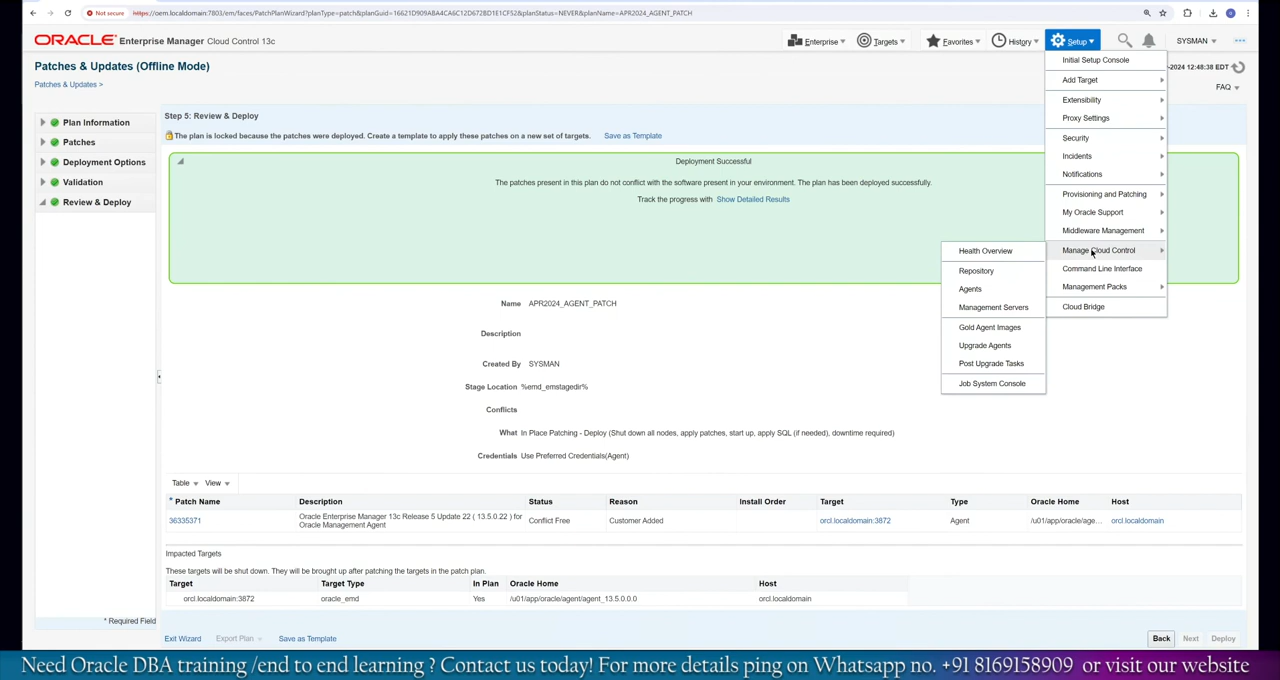 Not secure https://oem.localdomain:7803/em/faces/PatchPlanWizard?planType=patch&planGuid=16621D909ABA4CA6C12D672BD1E1CF52&planStatus=NEVER&planName=APR2024_AGENT_PATCH
ORACLE Enterprise Manager Cloud Control 13c
Enterprise Targets Favorites History Setup SYSMAN
Patches & Updates (Offline Mode)
-2024 12:48:38 EDT
Patches & Updates >
FAQ
Initial Setup Console
Add Target
Extensibility
Proxy Settings
Security
Incidents
Notifications
Provisioning and Patching
My Oracle Support
Middleware Management
Manage Cloud Control
Command Line Interface
Management Packs
Cloud Bridge
Health Overview
Repository
Agents
Management Servers
Gold Agent Images
Upgrade Agents
Post Upgrade Tasks
Job System Console
Plan Information
Patches
Deployment Options
Validation
Review & Deploy
Step 5: Review & Deploy
The plan is locked because the patches were deployed. Create a template to apply these patches on a new set of targets. Save as Template
Deployment Successful
The patches present in this plan do not conflict with the software present in your environment. The plan has been deployed successfully.
Track the progress with Show Detailed Results
Name APR2024_AGENT_PATCH
Description
Created By SYSMAN
Stage Location %emd_emstagedir%
Conflicts
What In Place Patching - Deploy (Shut down all nodes, apply patches, start up, apply SQL (if needed), downtime required)
Credentials Use Preferred Credentials(Agent)
Table View
* Patch Name Description Status Reason Install Order Target Type Oracle Home Host
36335371 Oracle Enterprise Manager 13c Release 5 Update 22 ( 13.5.0.22 ) for Oracle Management Agent Conflict Free Customer Added orcl.localdomain:3872 Agent /u01/app/oracle/age... orcl.localdomain
Impacted Targets
These targets will be shut down. They will be brought up after patching the targets in the patch plan.
Target Target Type In Plan Oracle Home Host
orcl.localdomain:3872 oracle_emd Yes /u01/app/oracle/agent/agent_13.5.0.0.0 orcl.localdomain
* Required Field
Exit Wizard Export Plan Save as Template Back Next Deploy
Need Oracle DBA training /end to end learning ? Contact us today! For more details ping on Whatsapp no. +91 8169158909 or visit our website